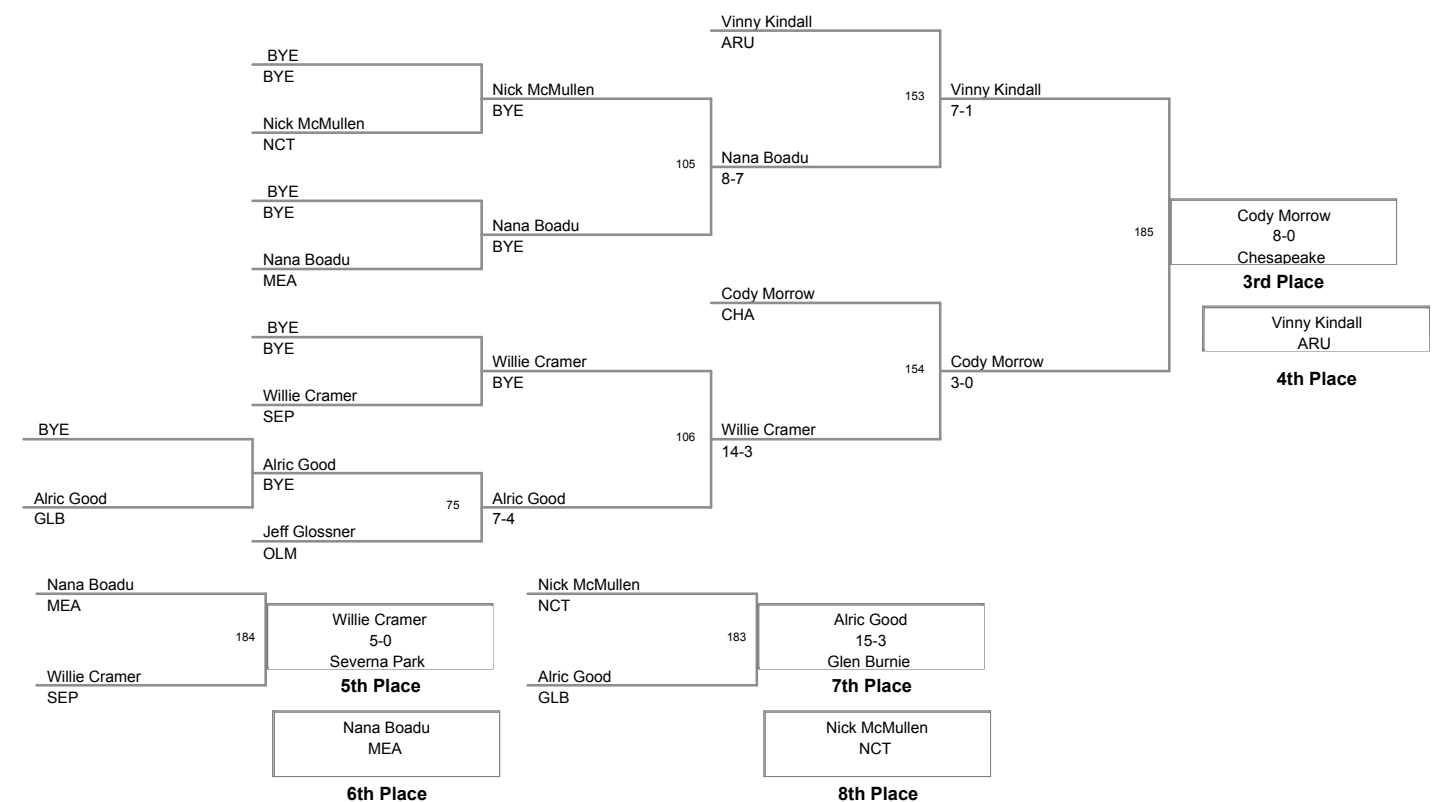 Vinny Kindall
ARU
BYE
BYE
Nick McMullen
BYE
153
Vinny Kindall
7-1
Nick McMullen
NCT
105
Nana Boadu
8-7
BYE
BYE
Nana Boadu
BYE
185
Cody Morrow
8-0
Chesapeake
3rd Place
Nana Boadu
MEA
Cody Morrow
CHA
Vinny Kindall
ARU
4th Place
BYE
BYE
Willie Cramer
BYE
154
Cody Morrow
3-0
Willie Cramer
SEP
BYE
106
Willie Cramer
14-3
Alric Good
BYE
Alric Good
GLB
75
Alric Good
7-4
Jeff Glossner
OLM
Nana Boadu
MEA
184
Willie Cramer
5-0
Severna Park
5th Place
Willie Cramer
SEP
Nana Boadu
MEA
6th Place
Nick McMullen
NCT
183
Alric Good
15-3
Glen Burnie
7th Place
Alric Good
GLB
Nick McMullen
NCT
8th Place